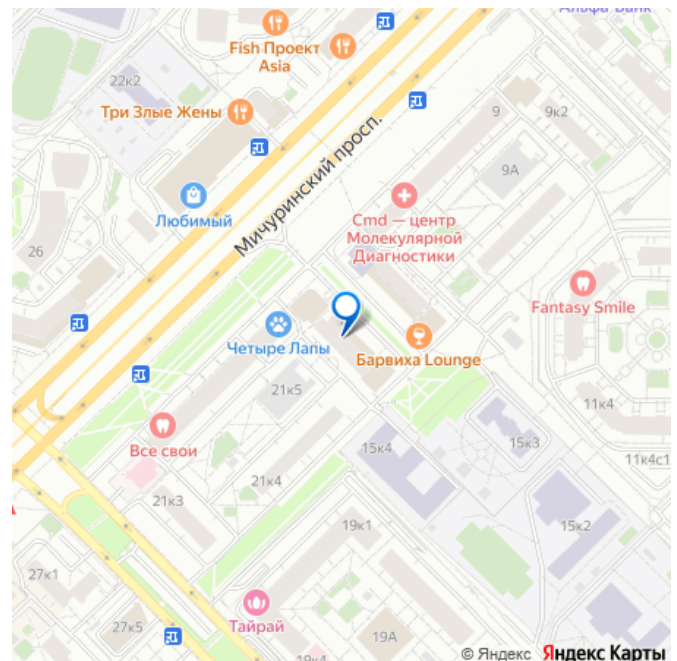 Альфа-Банк
Fish Проект
Asia
22к2
Три Злые Жены
9
9к2
Мичуринский просп.
9А
Cmd — центр
Молекулярной
Диагностики
Любимый
26
Fantasy Smile
Четыре Лапы
Барвиха Lounge
21к5
11к4
Все свои
15к4
15к3
11к4с1
21к4
21к3
19к1
15к2
27к1
Тайрай
27к5
19А
19к4
© Яндекс Яндекс Карты